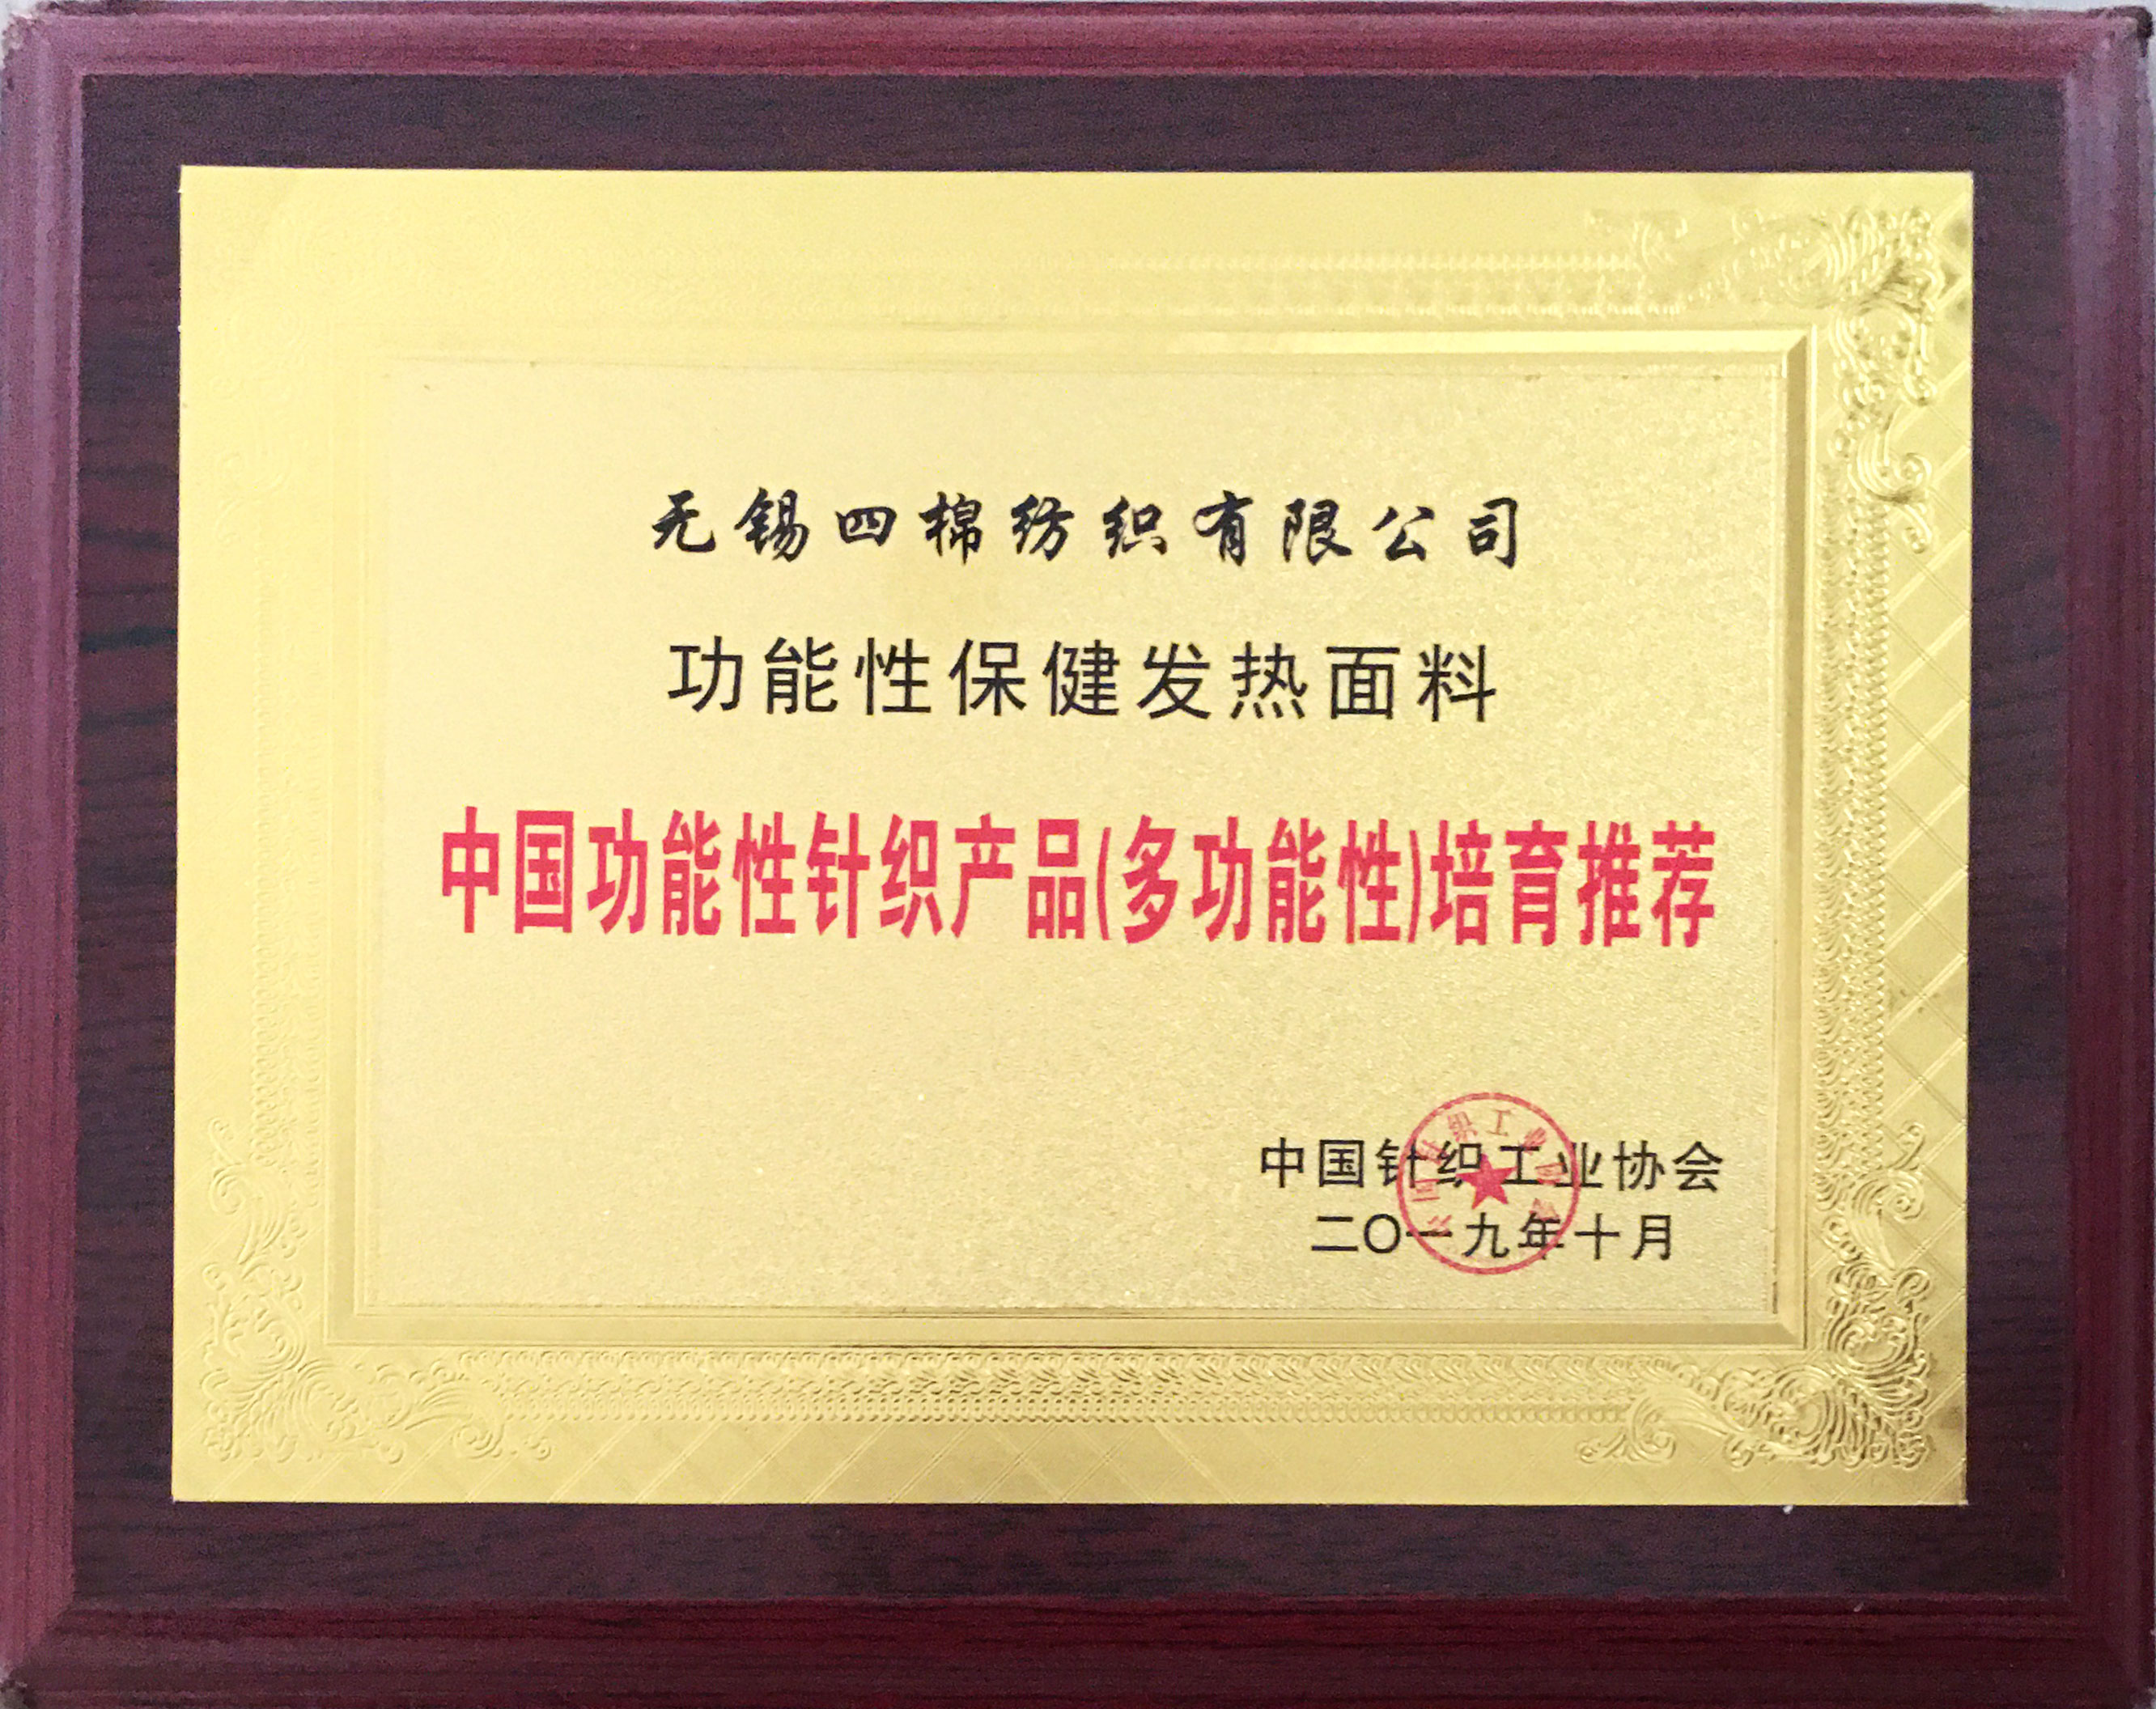 无锡四棉纺织有限公司
功能性保健发热面料
中国功能性针织产品(多功能性)培育推荐
中国针织工业协会
二〇一九年十月